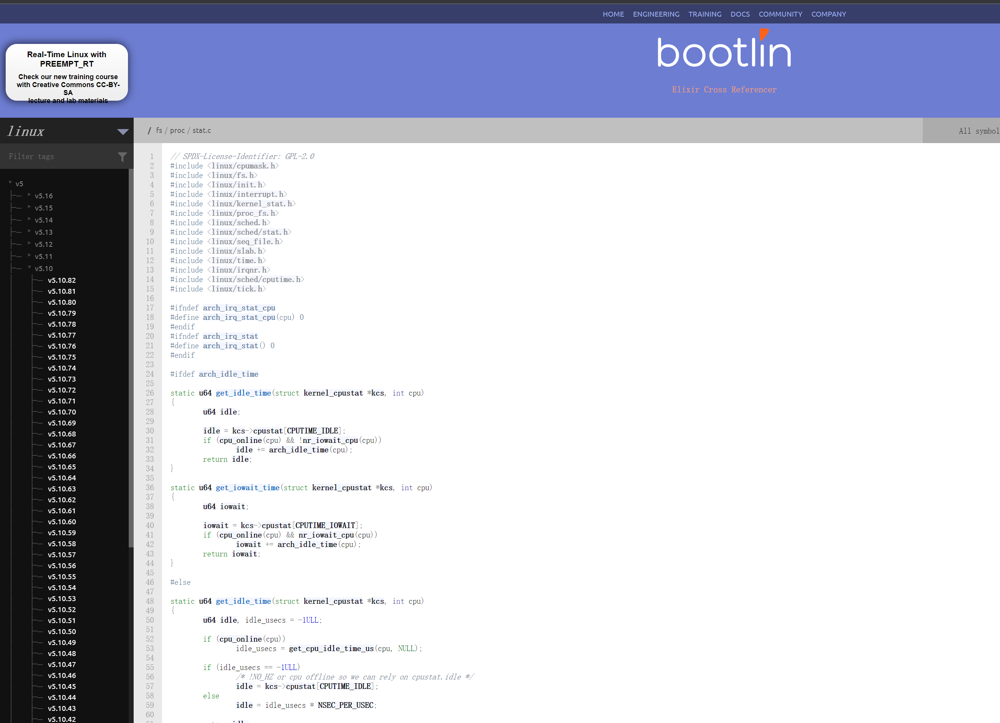 HOME ENGINEERING TRAINING DOCS COMMUNITY COMPANY
bootlin
Elixir Cross Referencer
Real-Time Linux with
PREEMPT_RT
Check our new training course
with Creative Commons CC-BY-
SA
lecture and lab materials
linux
/ fs / proc / stat.c
All symbol
Filter tags
v5
v5.16
v5.15
v5.14
v5.13
v5.12
v5.11
v5.10
v5.10.82
v5.10.81
v5.10.80
v5.10.79
v5.10.78
v5.10.77
v5.10.76
v5.10.75
v5.10.74
v5.10.73
v5.10.72
v5.10.71
v5.10.70
v5.10.69
v5.10.68
v5.10.67
v5.10.66
v5.10.65
v5.10.64
v5.10.63
v5.10.62
v5.10.61
v5.10.60
v5.10.59
v5.10.58
v5.10.57
v5.10.56
v5.10.55
v5.10.54
v5.10.53
v5.10.52
v5.10.51
v5.10.50
v5.10.49
v5.10.48
v5.10.47
v5.10.46
v5.10.45
v5.10.44
v5.10.43
v5.10.42
1 // SPDX-License-Identifier: GPL-2.0
2 #include <linux/cpumask.h>
3 #include <linux/fs.h>
4 #include <linux/init.h>
5 #include <linux/interrupt.h>
6 #include <linux/kernel_stat.h>
7 #include <linux/proc_fs.h>
8 #include <linux/sched.h>
9 #include <linux/sched/stat.h>
10 #include <linux/seq_file.h>
11 #include <linux/slab.h>
12 #include <linux/time.h>
13 #include <linux/irqnr.h>
14 #include <linux/sched/cputime.h>
15 #include <linux/tick.h>
16
17 #ifndef arch_irq_stat_cpu
18 #define arch_irq_stat_cpu(cpu) 0
19 #endif
20 #ifndef arch_irq_stat
21 #define arch_irq_stat() 0
22 #endif
23
24 #ifdef arch_idle_time
25
26 static u64 get_idle_time(struct kernel_cpustat *kcs, int cpu)
27 {
28 u64 idle;
29
30 idle = kcs->cpustat[CPUTIME_IDLE];
31 if (cpu_online(cpu) && !nr_iowait_cpu(cpu))
32 idle += arch_idle_time(cpu);
33 return idle;
34 }
35
36 static u64 get_iowait_time(struct kernel_cpustat *kcs, int cpu)
37 {
38 u64 iowait;
39
40 iowait = kcs->cpustat[CPUTIME_IOWAIT];
41 if (cpu_online(cpu) && nr_iowait_cpu(cpu))
42 iowait += arch_idle_time(cpu);
43 return iowait;
44 }
45
46 #else
47
48 static u64 get_idle_time(struct kernel_cpustat *kcs, int cpu)
49 {
50 u64 idle, idle_usecs = -1ULL;
51
52 if (cpu_online(cpu))
53 idle_usecs = get_cpu_idle_time_us(cpu, NULL);
54
55 if (idle_usecs == -1ULL)
56 /* !NO_HZ or cpu offline so we can rely on cpustat.idle */
57 idle = kcs->cpustat[CPUTIME_IDLE];
58 else
59 idle = idle_usecs * NSEC_PER_USEC;
60